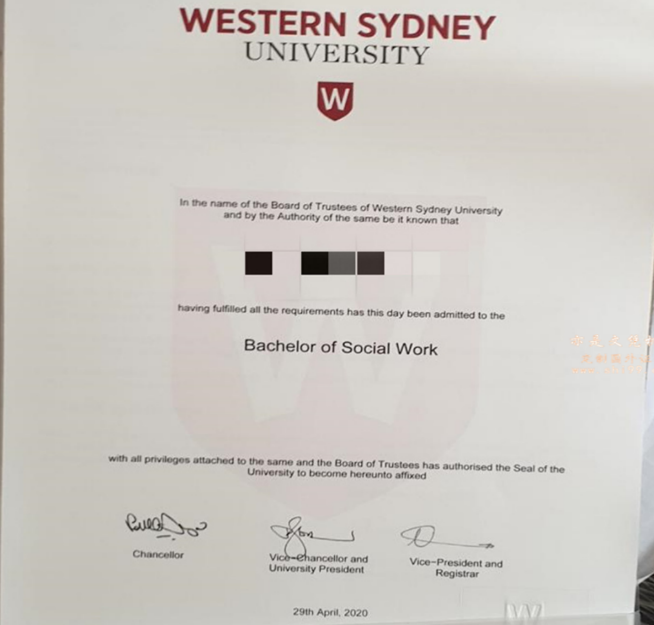 WESTERN SYDNEY
UNIVERSITY
W
In the name of the Board of Trustees of Western Sydney University
and by the Authority of the same be it known that
having fulfilled all the requirements has this day been admitted to the
Bachelor of Social Work
with all privileges attached to the same and the Board of Trustees has authorised the Seal of the
University to become hereunto affixed
Chancellor
Vice-Chancellor and
University President
Vice-President and
Registrar
29th April, 2020
W